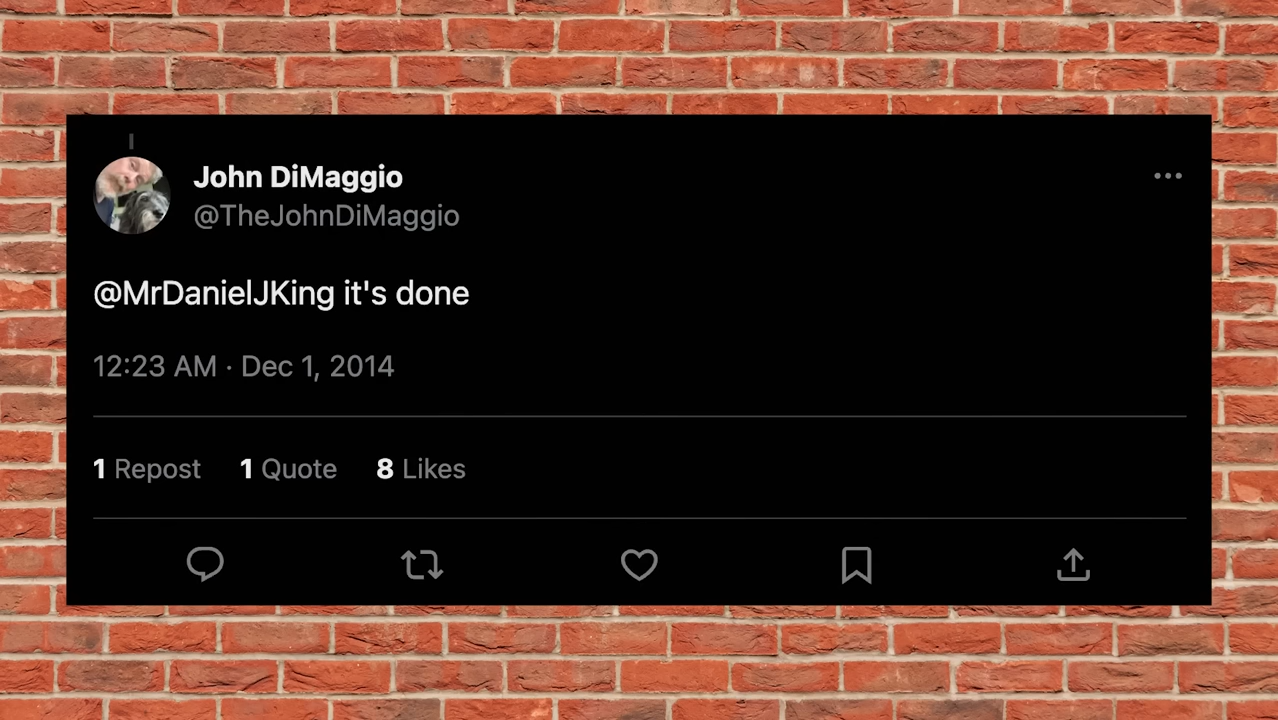 John DiMaggio
@TheJohnDiMaggio
@MrDanielJKing it's done
12:23 AM · Dec 1, 2014
1 Repost 1 Quote 8 Likes